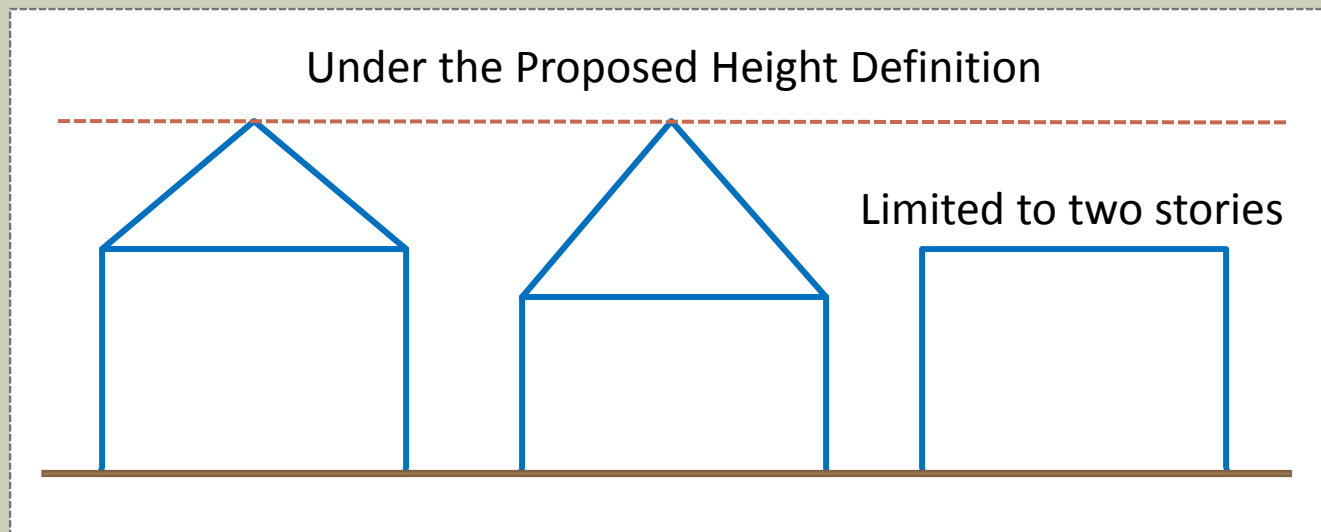 Under the Proposed Height Definition
Limited to two stories